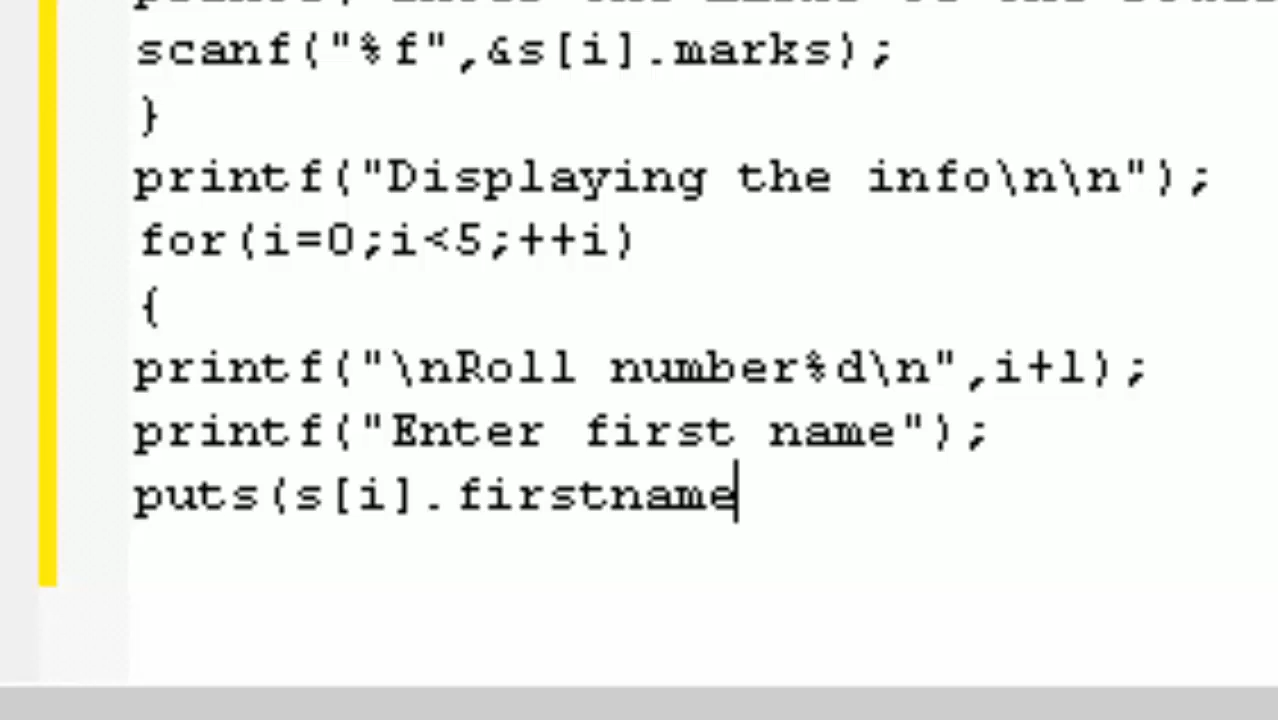 scanf("%f",&s[i].marks);
}
printf("Displaying the info\n\n");
for(i=0;i<5;++i)
{
printf("\nRoll number%d\n",i+1);
printf("Enter first name");
puts(s[i].firstname